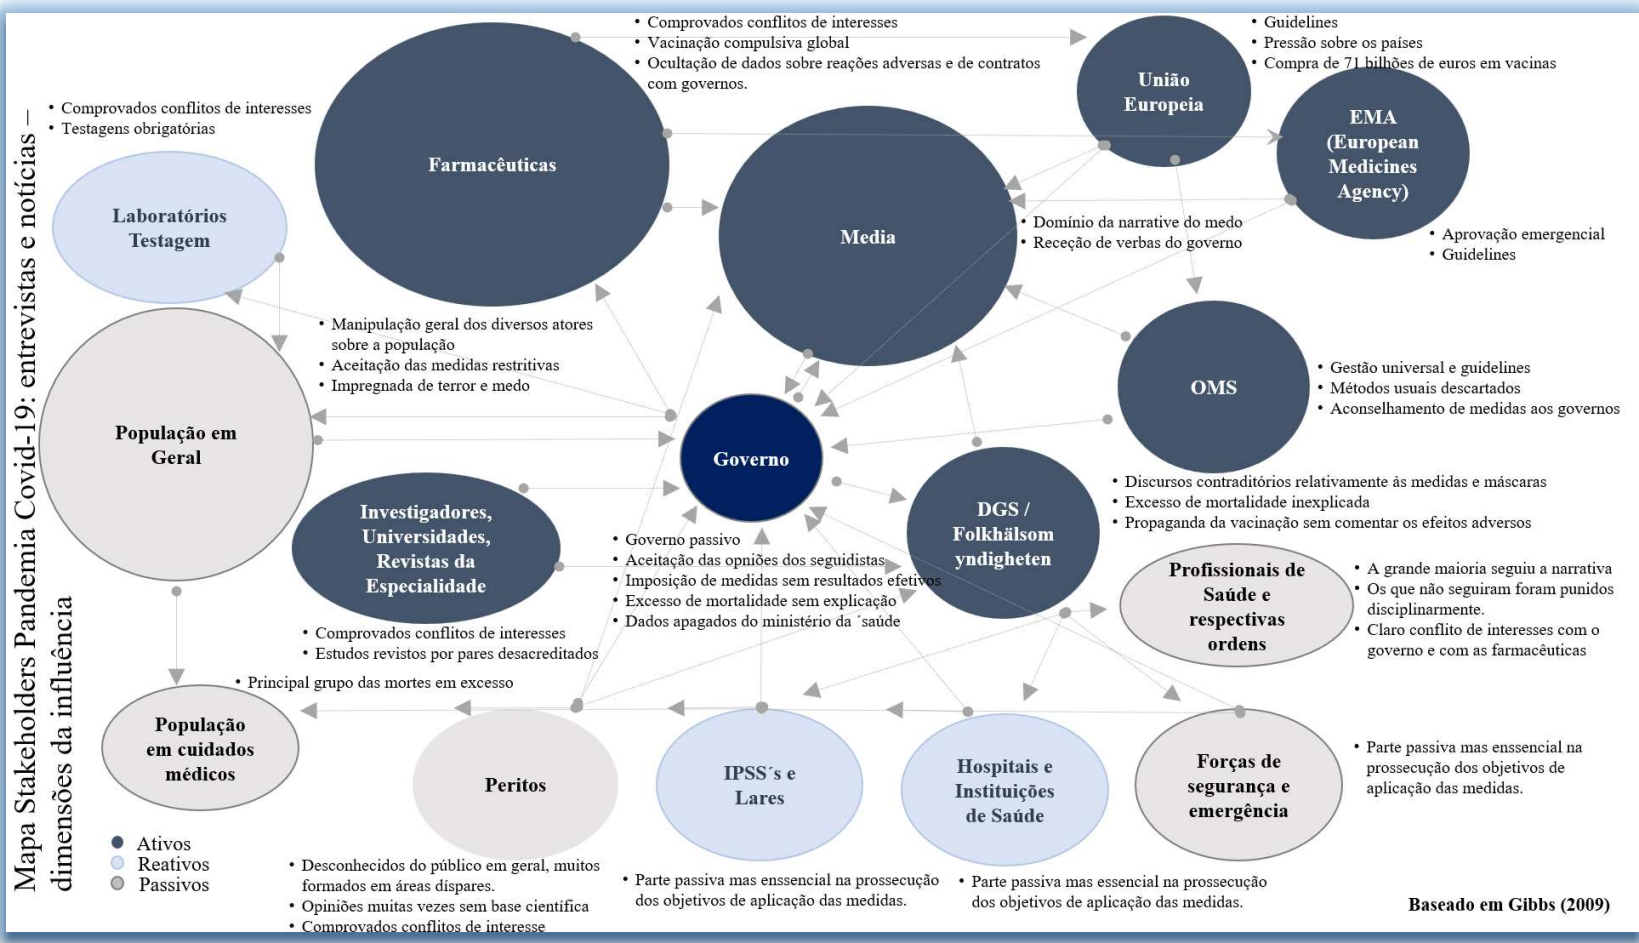 Mapa Stakeholders Pandemia Covid-19: entrevistas e notícias –
dimensões da influência
• Comprovados conflitos de interesses
• Testagens obrigatórias
Laboratórios
Testagem
Farmacêuticas
• Comprovados conflitos de interesses
• Vacinação compulsiva global
• Ocultação de dados sobre reações adversas e de contratos
com governos.
União
Europeia
• Guidelines
• Pressão sobre os países
• Compra de 71 bilhões de euros em vacinas
EMA
(European
Medicines
Agency)
• Aprovação emergencial
• Guidelines
Media
• Domínio da narrative do medo
• Receção de verbas do governo
• Manipulação geral dos diversos atores
sobre a população
• Aceitação das medidas restritivas
• Impregnada de terror e medo
População em
Geral
Governo
OMS
• Gestão universal e guidelines
• Métodos usuais descartados
• Aconselhamento de medidas aos governos
Investigadores,
Universidades,
Revistas da
Especialidade
• Comprovados conflitos de interesses
• Estudos revistos por pares desacreditados
• Governo passivo
• Aceitação das opniões dos seguidistas
• Imposição de medidas sem resultados efetivos
• Excesso de mortalidade sem explicação
• Dados apagados do ministério da ´saúde
DGS /
Folkhälsom
yndigheten
• Discursos contraditórios relativamente às medidas e máscaras
• Excesso de mortalidade inexplicada
• Propaganda da vacinação sem comentar os efeitos adversos
Profissionais de
Saúde e
respectivas
ordens
• A grande maioria seguiu a narrativa
• Os que não seguiram foram punidos
disciplinarmente.
• Claro conflito de interesses com o
governo e com as farmacêuticas
• Principal grupo das mortes em excesso
População
em cuidados
médicos
Peritos
IPSS´s e
Lares
Hospitais e
Instituições
de Saúde
Forças de
segurança e
emergência
• Parte passiva mas enssencial na
prossecução dos objetivos de
aplicação das medidas.
Ativos
Reativos
Passivos
• Desconhecidos do público em geral, muitos
formados em áreas díspares.
• Opiniões muitas vezes sem base científica
• Comprovados conflitos de interesse
• Parte passiva mas enssencial na prossecução
dos objetivos de aplicação das medidas.
• Parte passiva mas essencial na prossecução
dos objetivos de aplicação das medidas.
Baseado em Gibbs (2009)